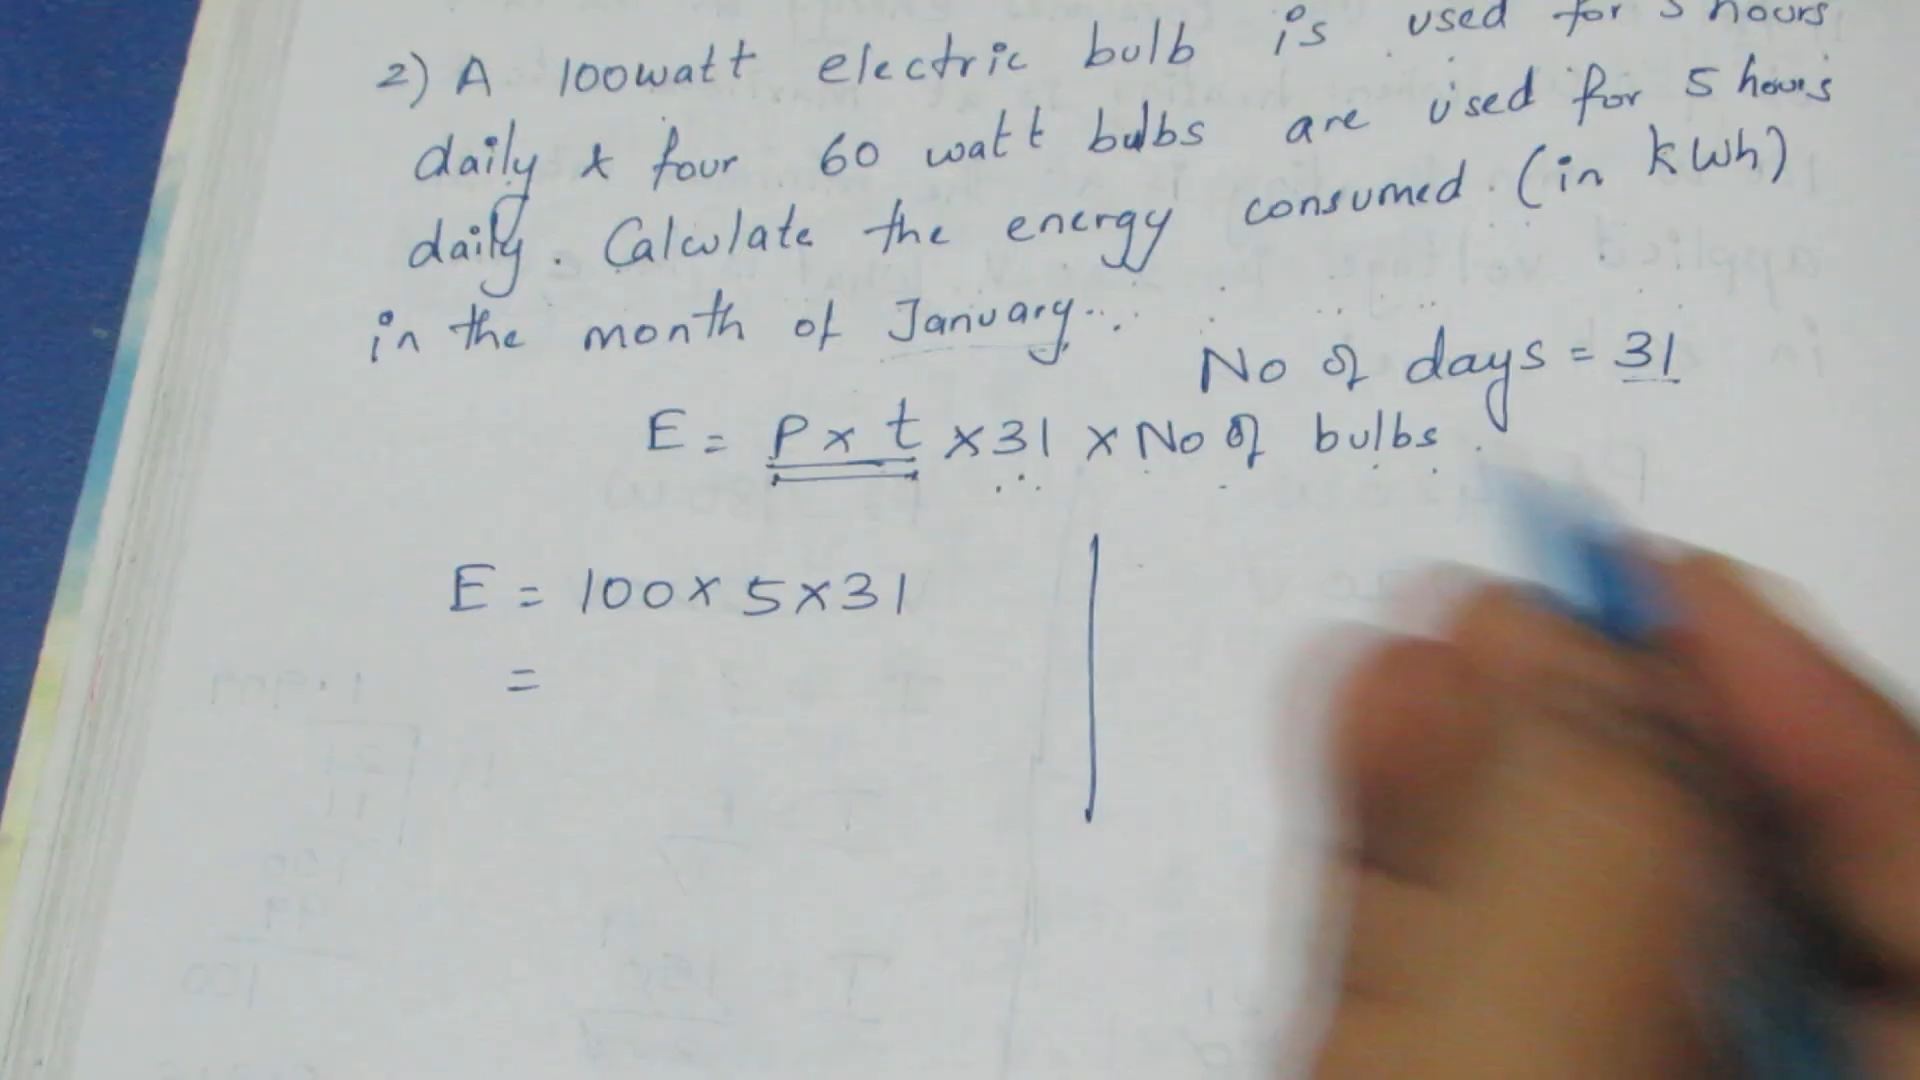 2) A 100watt electric bulb is used for 5 hours
daily & four 60 watt bulbs are used for 5 hours
daily. Calculate the energy consumed (in kWh)
in the month of January...
No of days = 31
E = P x t x 31 x No of bulbs
E = 100 x 5 x 31
=